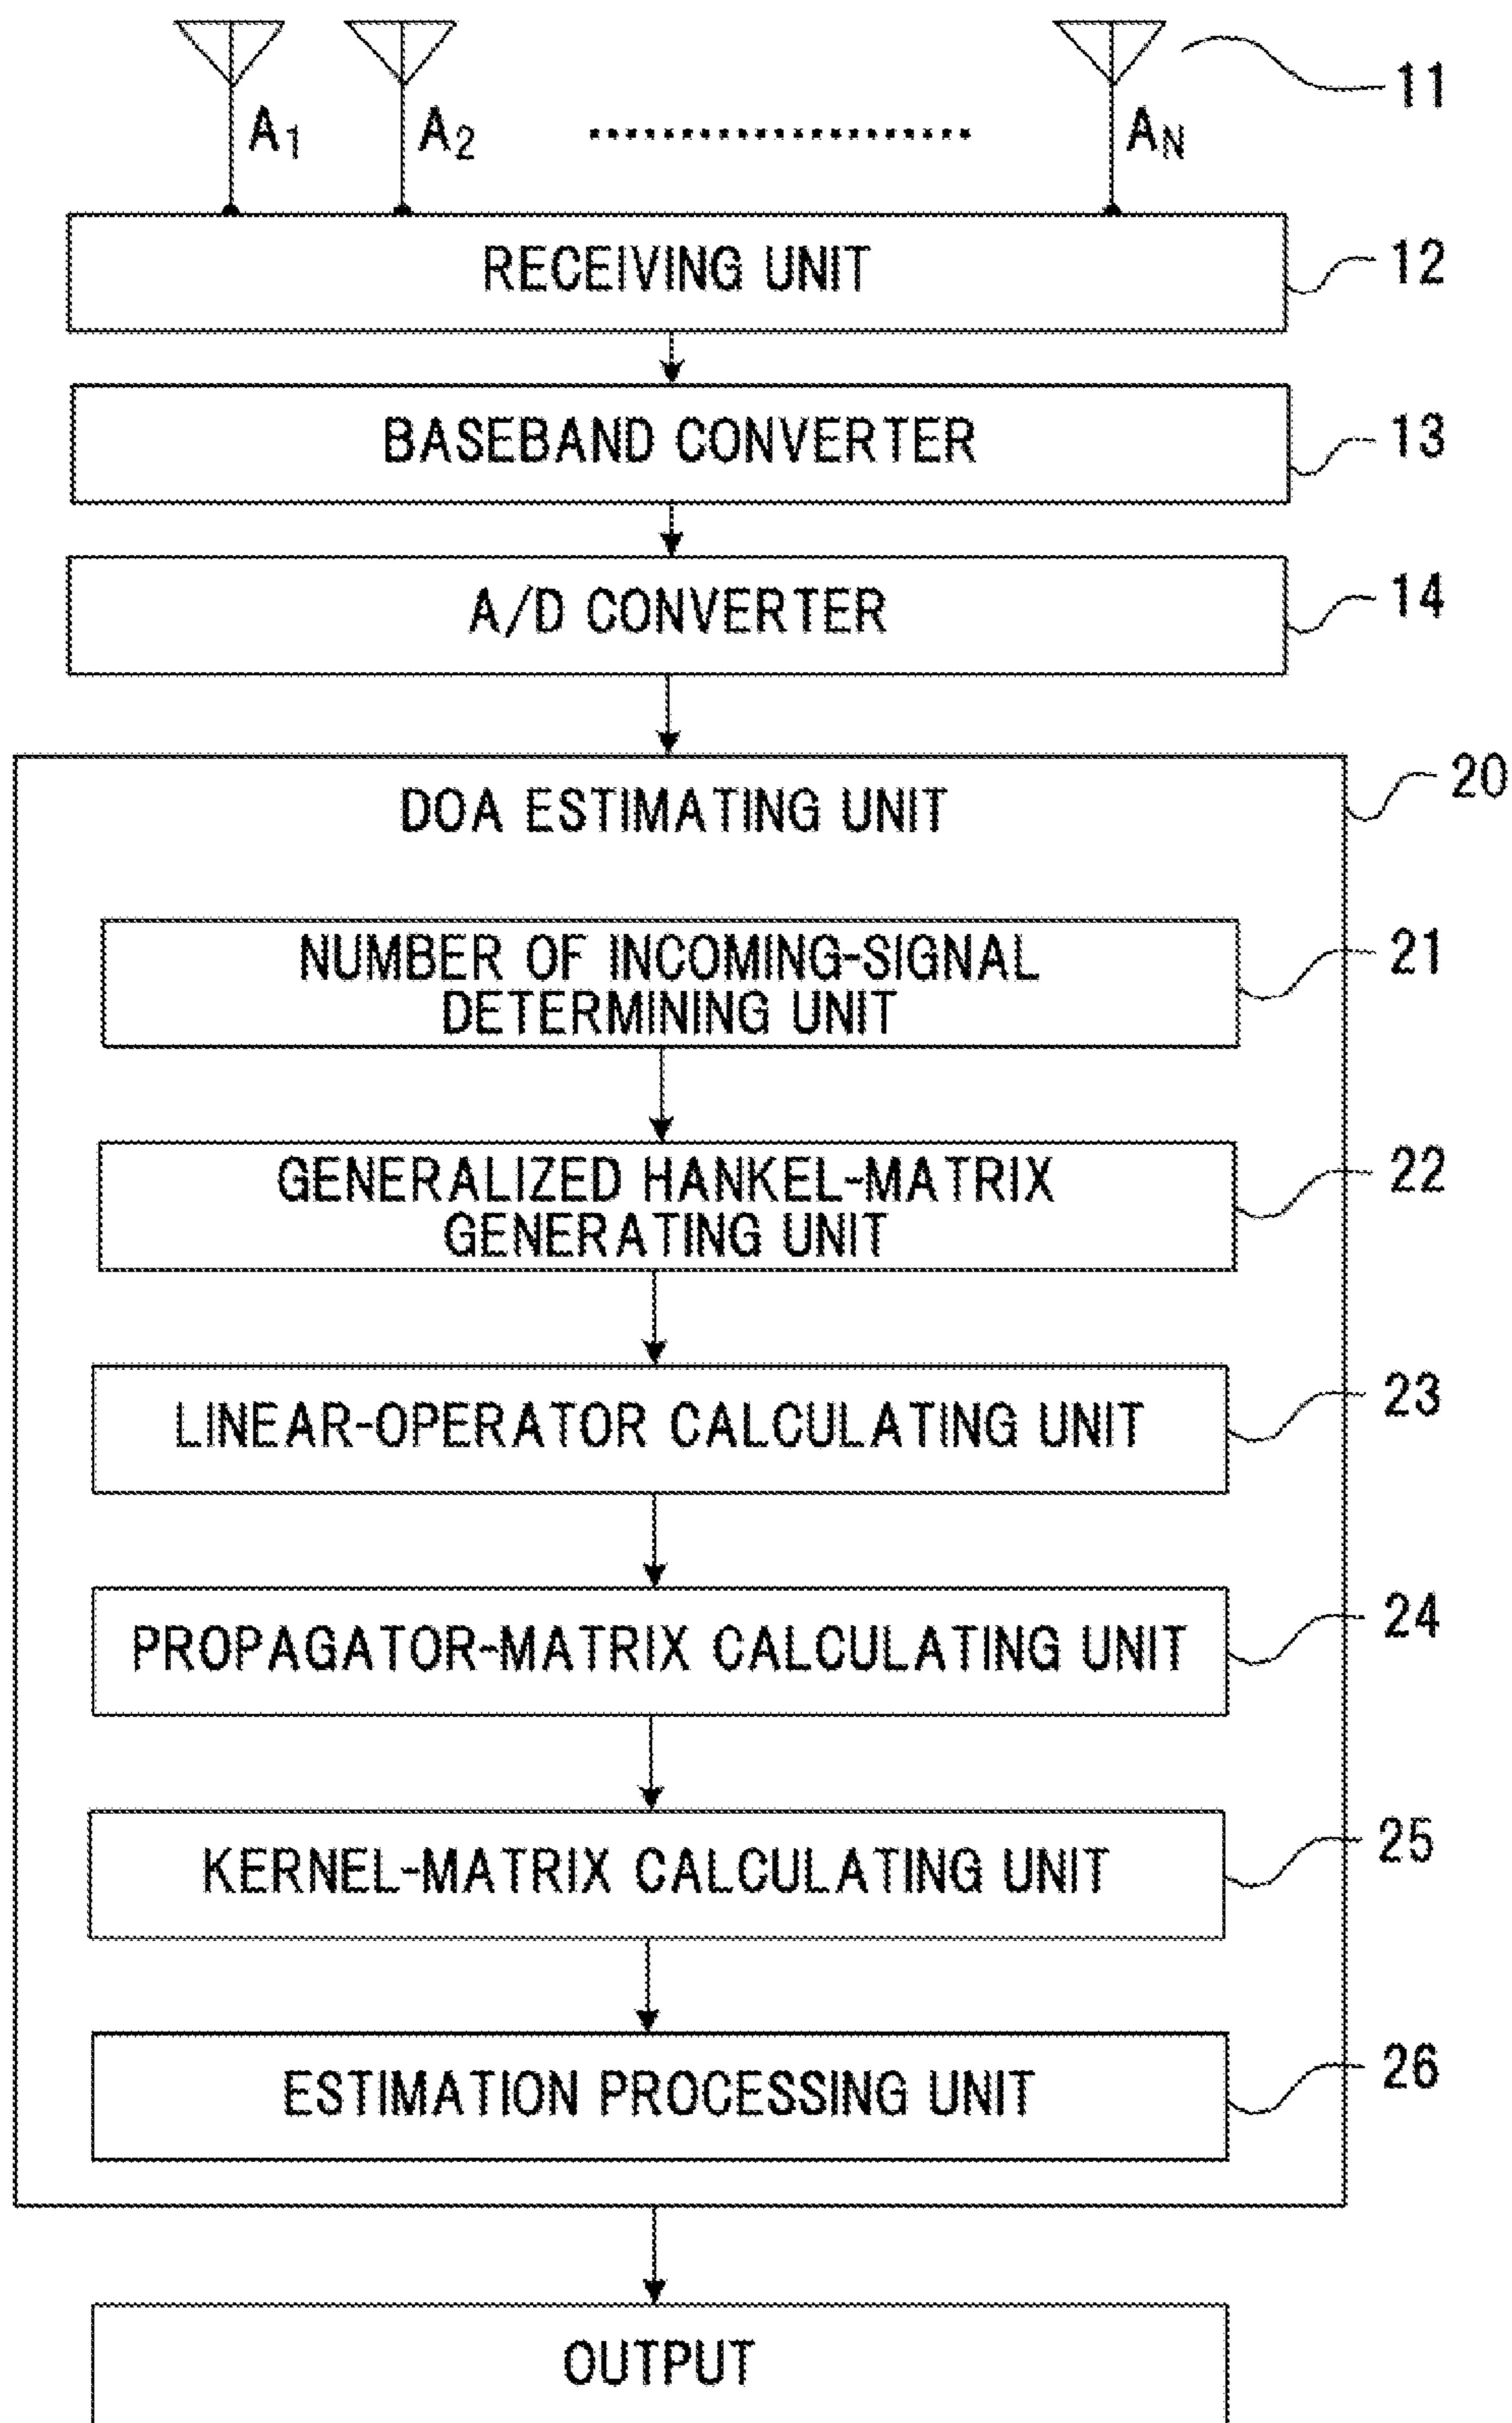 A1 A2 AN 11
RECEIVING UNIT 12
BASEBAND CONVERTER 13
A/D CONVERTER 14
DOA ESTIMATING UNIT 20
NUMBER OF INCOMING-SIGNAL 21
DETERMINING UNIT
GENERALIZED HANKEL-MATRIX 22
GENERATING UNIT
LINEAR-OPERATOR CALCULATING UNIT 23
PROPAGATOR-MATRIX CALCULATING UNIT 24
KERNEL-MATRIX CALCULATING UNIT 25
ESTIMATION PROCESSING UNIT 26
OUTPUT